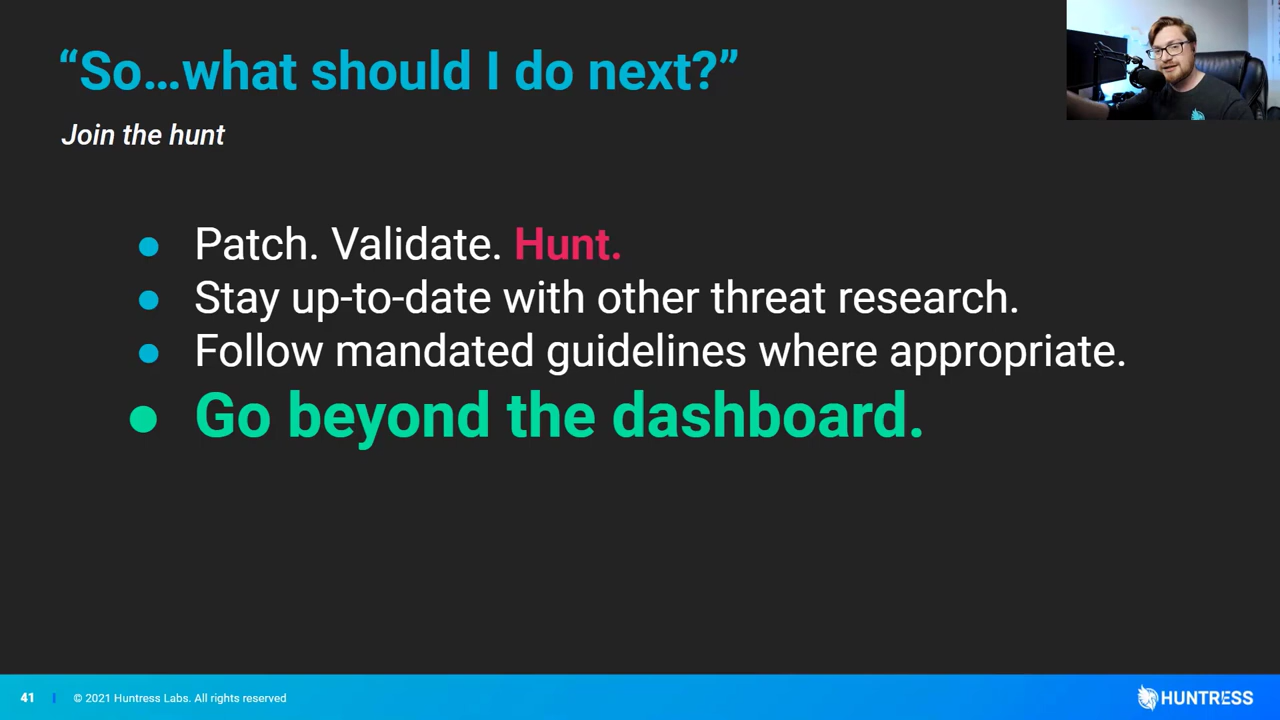 “So…what should I do next?”
Join the hunt
● Patch. Validate. Hunt.
● Stay up-to-date with other threat research.
● Follow mandated guidelines where appropriate.
● Go beyond the dashboard.
41 | © 2021 Huntress Labs. All rights reserved
HUNTRESS